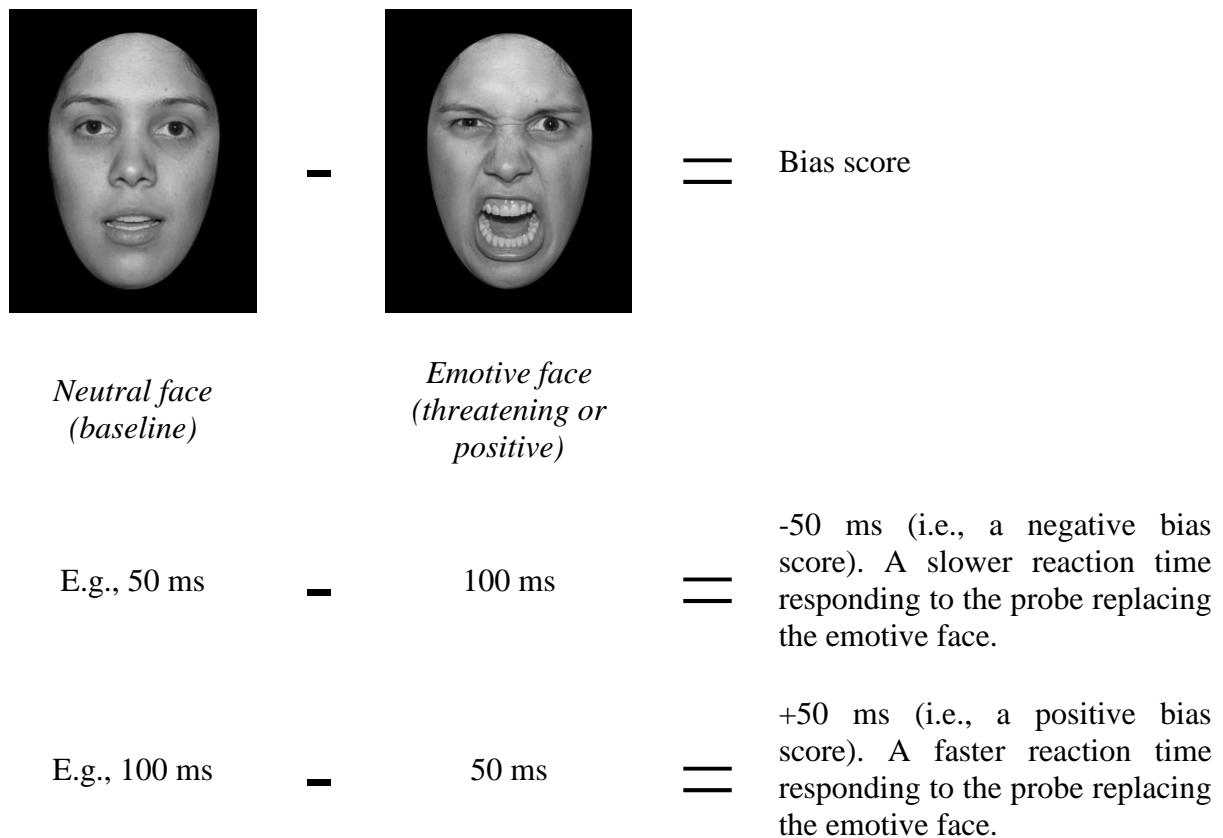 - = Bias score
Neutral face
(baseline)
Emotive face
(threatening or
positive)
E.g., 50 ms - 100 ms =
-50 ms (i.e., a negative bias
score). A slower reaction time
responding to the probe replacing
the emotive face.
E.g., 100 ms - 50 ms =
+50 ms (i.e., a positive bias
score). A faster reaction time
responding to the probe replacing
the emotive face.